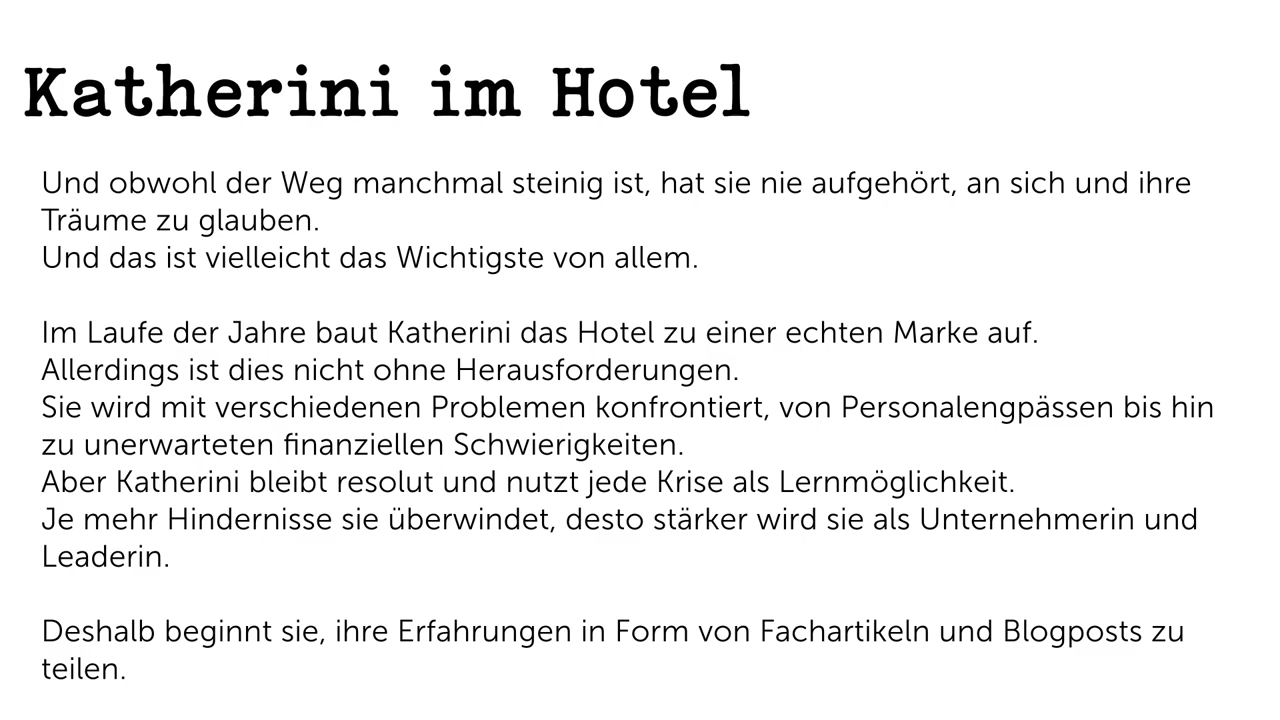 Katherini im Hotel
Und obwohl der Weg manchmal steinig ist, hat sie nie aufgehört, an sich und ihre
Träume zu glauben.
Und das ist vielleicht das Wichtigste von allem.
Im Laufe der Jahre baut Katherini das Hotel zu einer echten Marke auf.
Allerdings ist dies nicht ohne Herausforderungen.
Sie wird mit verschiedenen Problemen konfrontiert, von Personalengpässen bis hin
zu unerwarteten finanziellen Schwierigkeiten.
Aber Katherini bleibt resolut und nutzt jede Krise als Lernmöglichkeit.
Je mehr Hindernisse sie überwindet, desto stärker wird sie als Unternehmerin und
Leaderin.
Deshalb beginnt sie, ihre Erfahrungen in Form von Fachartikeln und Blogposts zu
teilen.